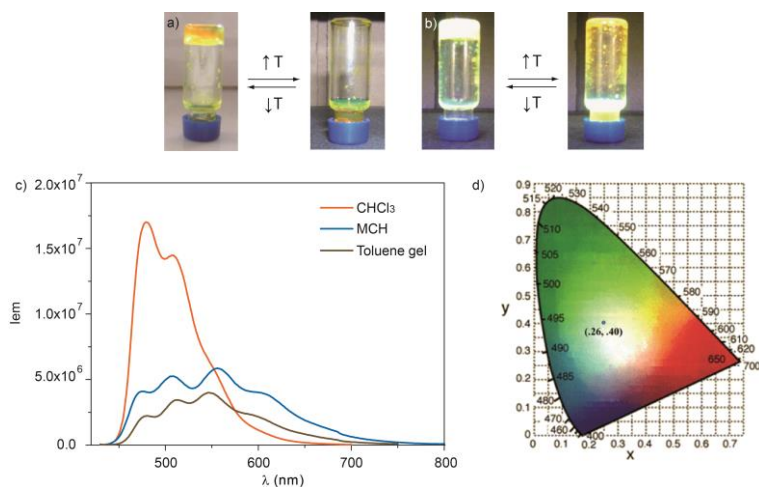 a)
↑ T
↓T
b)
↑ T
↓T
c)
2.0x10⁷
1.5x10⁷
1.0x10⁷
5.0x10⁶
0.0
Iem
CHCl₃
MCH
Toluene gel
500
600
700
800
λ (nm)
d)
0.9
0.8
0.7
0.6
0.5
0.4
0.3
0.2
0.1
0
y
520
530
515
540
510
550
505
560
500
570
580
495
590
600
(.26, .40)
610
490
620
650
700
485
480
470
460
400
0
0.1
0.2
0.3
0.4
0.5
0.6
0.7
x